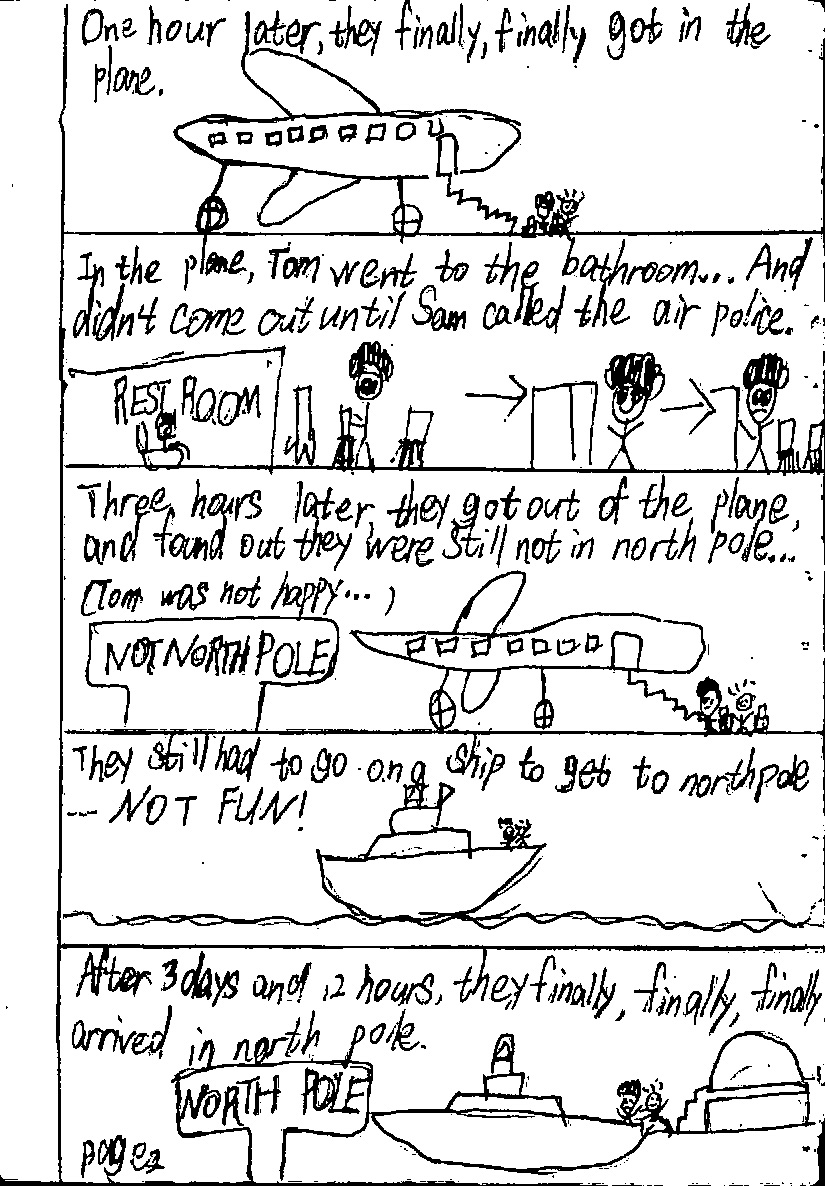 One hour later, they finally, finally got in the
plane.
In the plane, Tom went to the bathroom... And
didn't come out until Sam called the air police.
REST ROOM
Three hours later, they got out of the plane,
and found out they were still not in north pole...
(Tom was not happy... )
NOT NORTH POLE
They still had to go on a ship to get to northpole
-- NOT FUN!
After 3 days and 12 hours, they finally, finally, finally
arrived in north pole.
NORTH POLE
page2